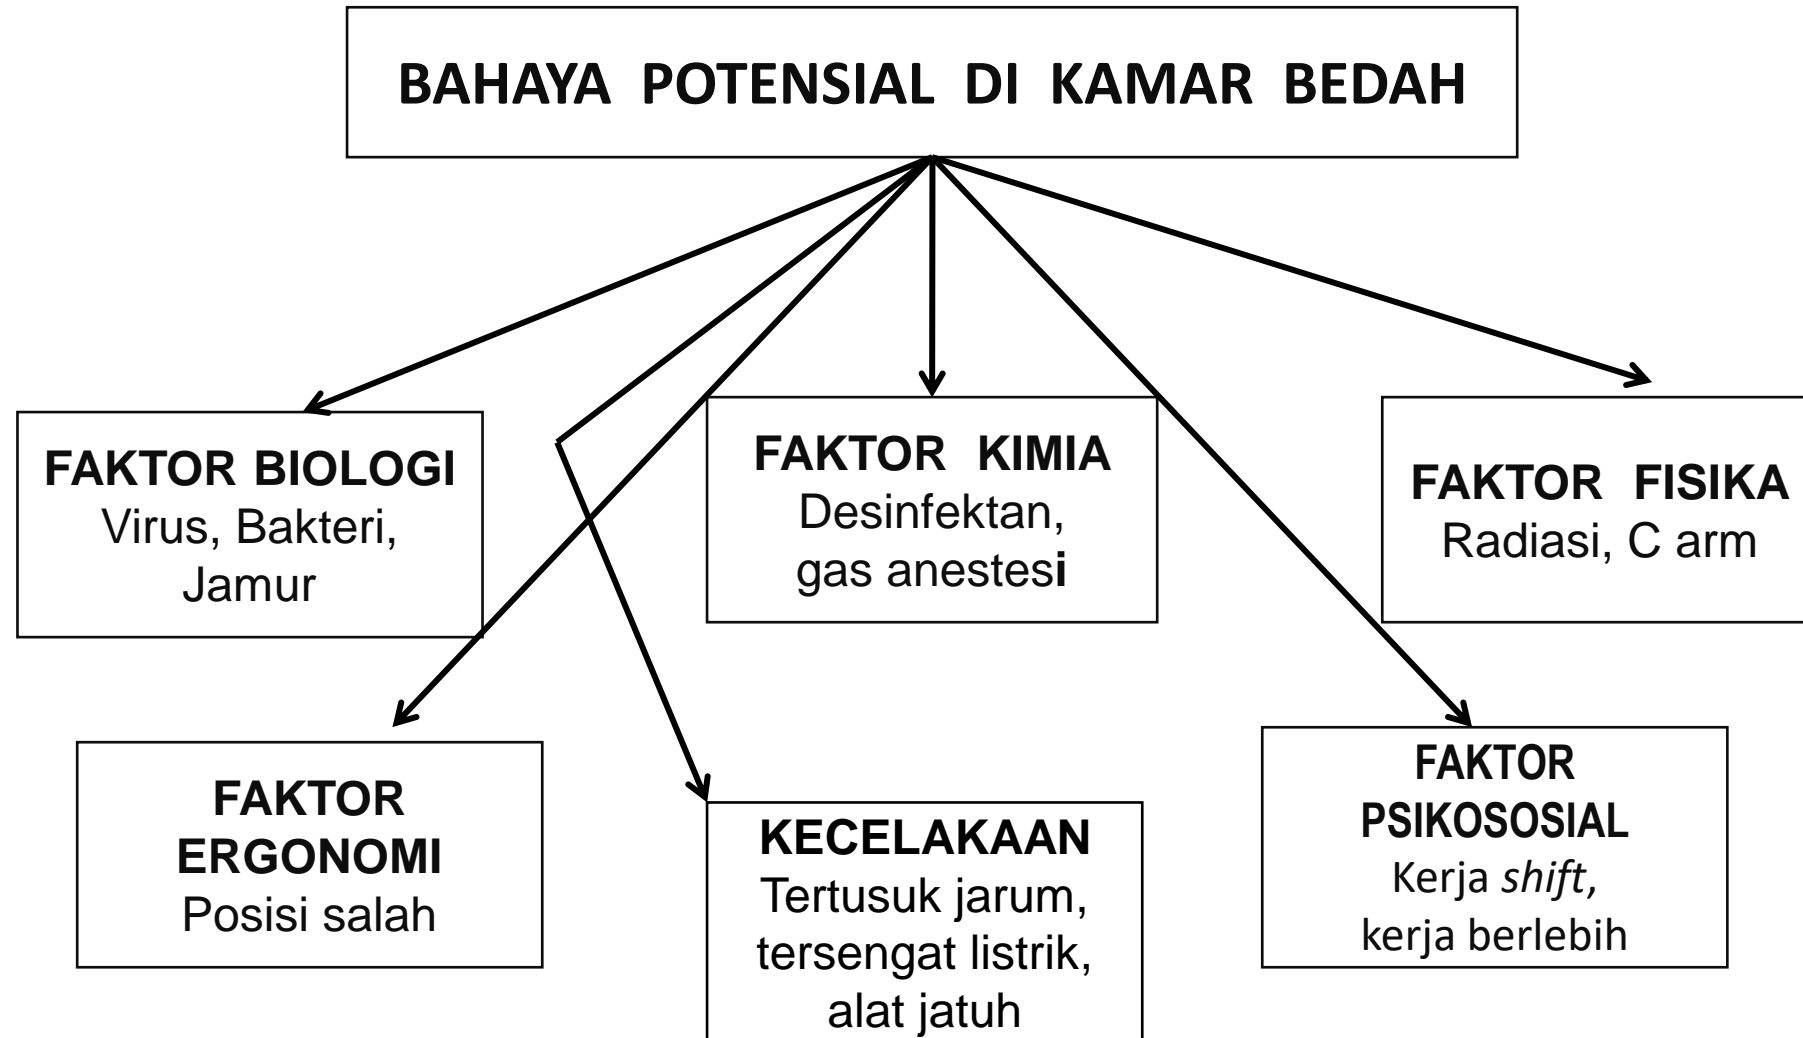 BAHAYA POTENSIAL DI KAMAR BEDAH
FAKTOR BIOLOGI
Virus, Bakteri,
Jamur
FAKTOR KIMIA
Desinfektan,
gas anestesi
FAKTOR FISIKA
Radiasi, C arm
FAKTOR
ERGONOMI
Posisi salah
KECELAKAAN
Tertusuk jarum,
tersengat listrik,
alat jatuh
FAKTOR
PSIKOSOSIAL
Kerja shift,
kerja berlebih